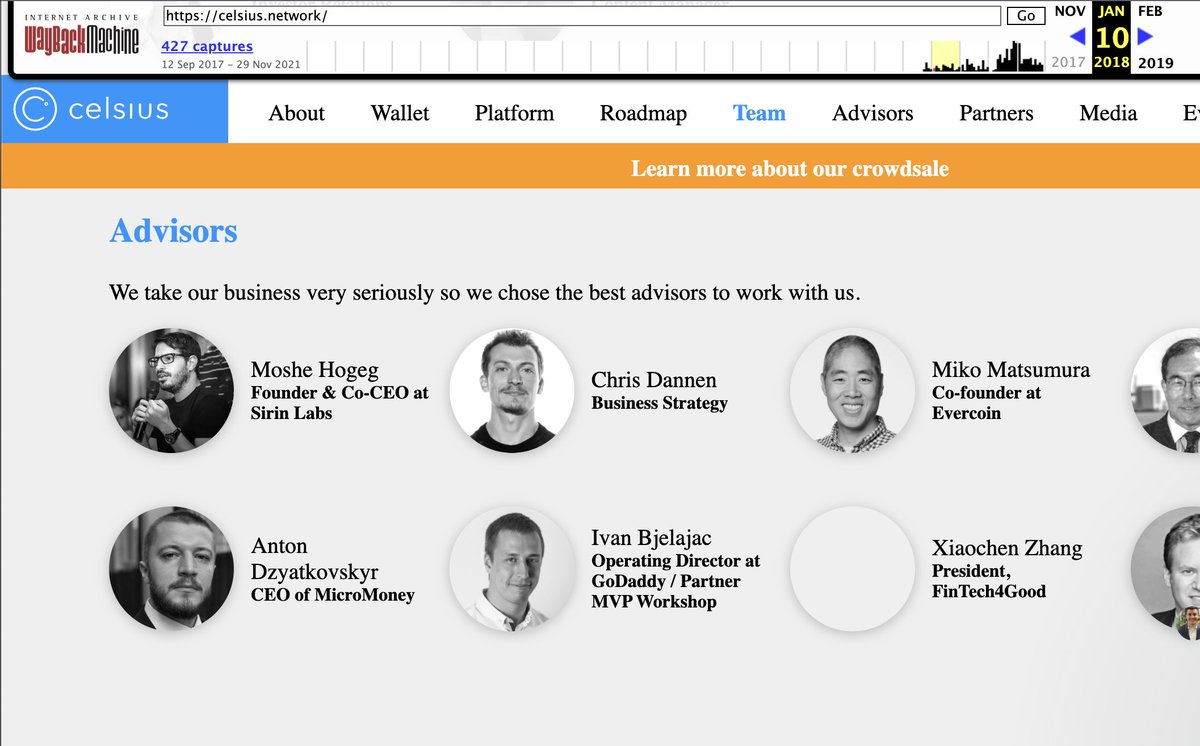 Investor Relations
Content Manager
INTERNET ARCHIVE
WayBackMachine
https://celsius.network/
Go
NOV JAN FEB
427 captures
10
12 Sep 2017 – 29 Nov 2021
2017 2018 2019
celsius
About Wallet Platform Roadmap Team Advisors Partners Media
Learn more about our crowdsale
Advisors
We take our business very seriously so we chose the best advisors to work with us.
Moshe Hogeg
Founder & Co-CEO at
Sirin Labs
Chris Dannen
Business Strategy
Miko Matsumura
Co-founder at
Evercoin
Anton
Dzyatkovskyr
CEO of MicroMoney
Ivan Bjelajac
Operating Director at
GoDaddy / Partner
MVP Workshop
Xiaochen Zhang
President,
FinTech4Good